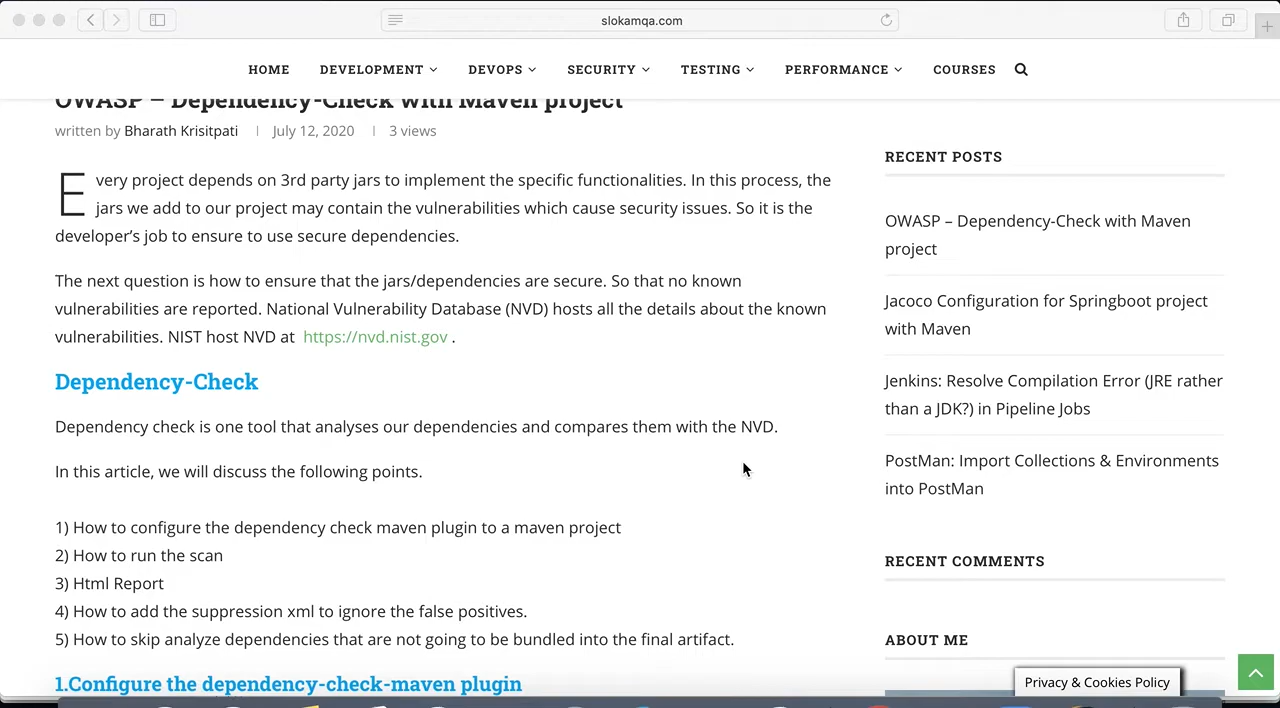 slokamqa.com
HOME DEVELOPMENT DEVOPS SECURITY TESTING PERFORMANCE COURSES
OWASP – Dependency-Check with Maven project
written by Bharath Krisitpati July 12, 2020 3 views
Every project depends on 3rd party jars to implement the specific functionalities. In this process, the
jars we add to our project may contain the vulnerabilities which cause security issues. So it is the
developer's job to ensure to use secure dependencies.
The next question is how to ensure that the jars/dependencies are secure. So that no known
vulnerabilities are reported. National Vulnerability Database (NVD) hosts all the details about the known
vulnerabilities. NIST host NVD at https://nvd.nist.gov .
Dependency-Check
Dependency check is one tool that analyses our dependencies and compares them with the NVD.
In this article, we will discuss the following points.
1) How to configure the dependency check maven plugin to a maven project
2) How to run the scan
3) Html Report
4) How to add the suppression xml to ignore the false positives.
5) How to skip analyze dependencies that are not going to be bundled into the final artifact.
1.Configure the dependency-check-maven plugin
RECENT POSTS
OWASP – Dependency-Check with Maven
project
Jacoco Configuration for Springboot project
with Maven
Jenkins: Resolve Compilation Error (JRE rather
than a JDK?) in Pipeline Jobs
PostMan: Import Collections & Environments
into PostMan
RECENT COMMENTS
ABOUT ME
Privacy & Cookies Policy